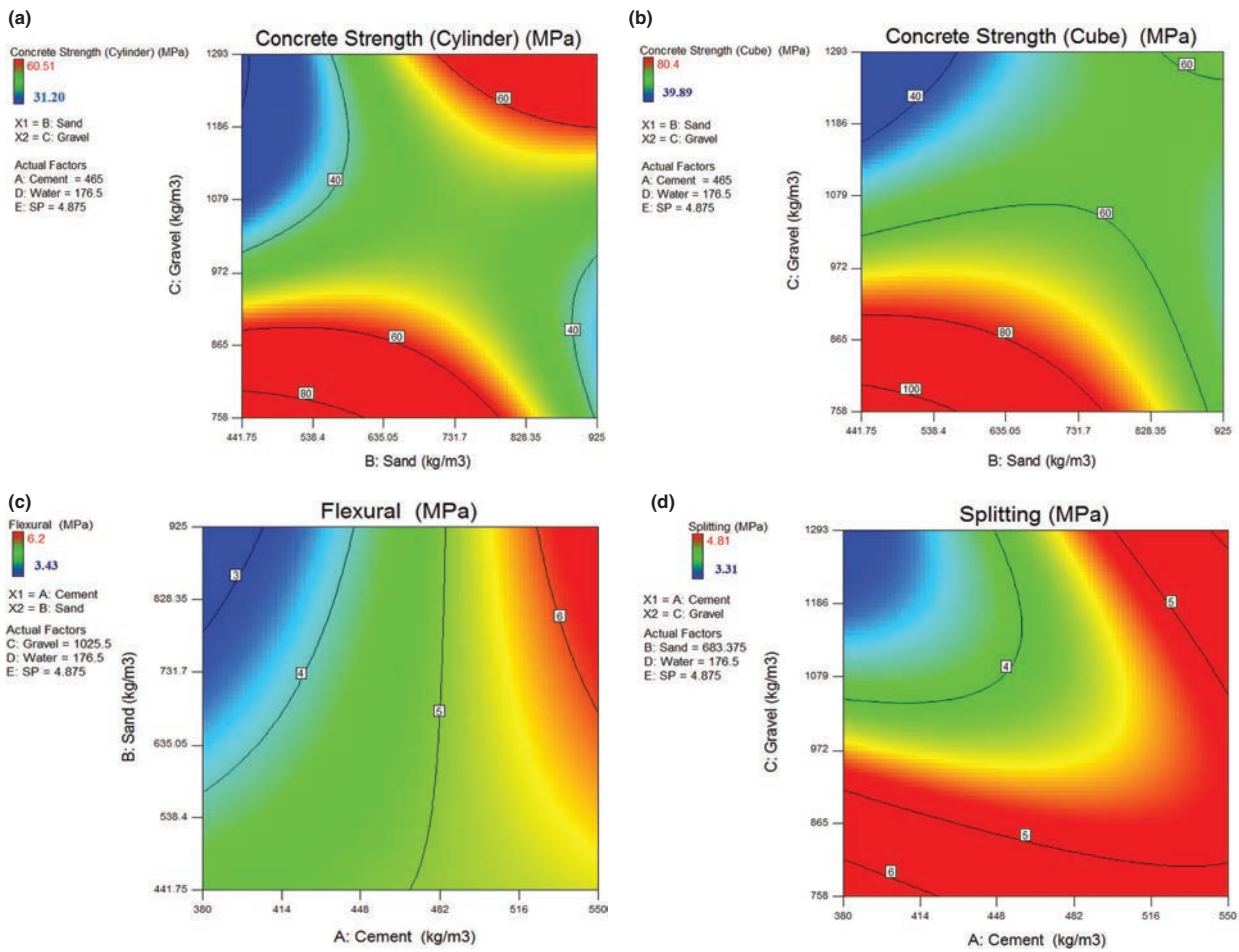 (a)
Concrete Strength (Cylinder) (MPa)
Concrete Strength (Cylinder) (MPa)
60.51
31.20
X1 = B: Sand
X2 = C: Gravel
Actual Factors
A: Cement = 465
D: Water = 176.5
E: SP = 4.875
C: Gravel (kg/m3)
1293
1186
1079
972
865
758
60
40
40
60
80
441.75 538.4 635.05 731.7 828.35 925
B: Sand (kg/m3)
(b)
Concrete Strength (Cube) (MPa)
Concrete Strength (Cube) (MPa)
80.4
39.89
X1 = B: Sand
X2 = C: Gravel
Actual Factors
A: Cement = 465
D: Water = 176.5
E: SP = 4.875
C: Gravel (kg/m3)
1293
1186
1079
972
865
758
60
40
60
80
100
441.75 538.4 635.05 731.7 828.35 925
B: Sand (kg/m3)
(c)
Flexural (MPa)
Flexural (MPa)
6.2
3.43
X1 = A: Cement
X2 = B: Sand
Actual Factors
C: Gravel = 1025.5
D: Water = 176.5
E: SP = 4.875
B: Sand (kg/m3)
925
828.35
731.7
635.05
538.4
441.75
3
6
4
5
380 414 448 482 516 550
A: Cement (kg/m3)
(d)
Splitting (MPa)
Splitting (MPa)
4.81
3.31
X1 = A: Cement
X2 = C: Gravel
Actual Factors
B: Sand = 683.375
D: Water = 176.5
E: SP = 4.875
C: Gravel (kg/m3)
1293
1166
1079
972
865
758
5
4
5
6
380 414 448 482 516 550
A: Cement (kg/m3)